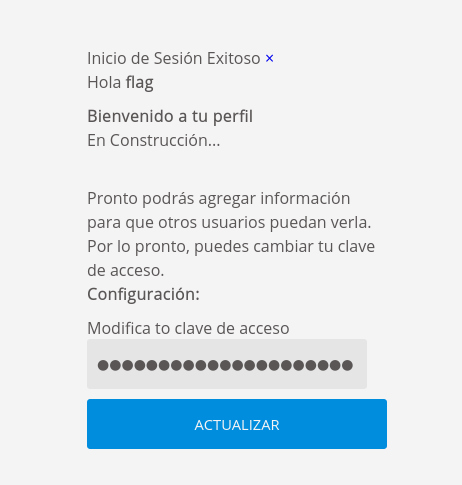 Inicio de Sesión Exitoso ×
Hola flag
Bienvenido a tu perfil
En Construcción...
Pronto podrás agregar información
para que otros usuarios puedan verla.
Por lo pronto, puedes cambiar tu clave
de acceso.
Configuración:
Modifica to clave de acceso
●●●●●●●●●●●●●●●●●●●●●
ACTUALIZAR